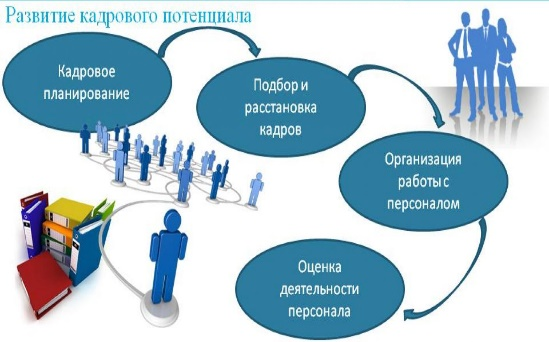 Развитие кадрового потенциала
Кадровое
планирование
Подбор и
расстановка
кадров
Организация
работы с
персоналом
Оценка
деятельности
персонала